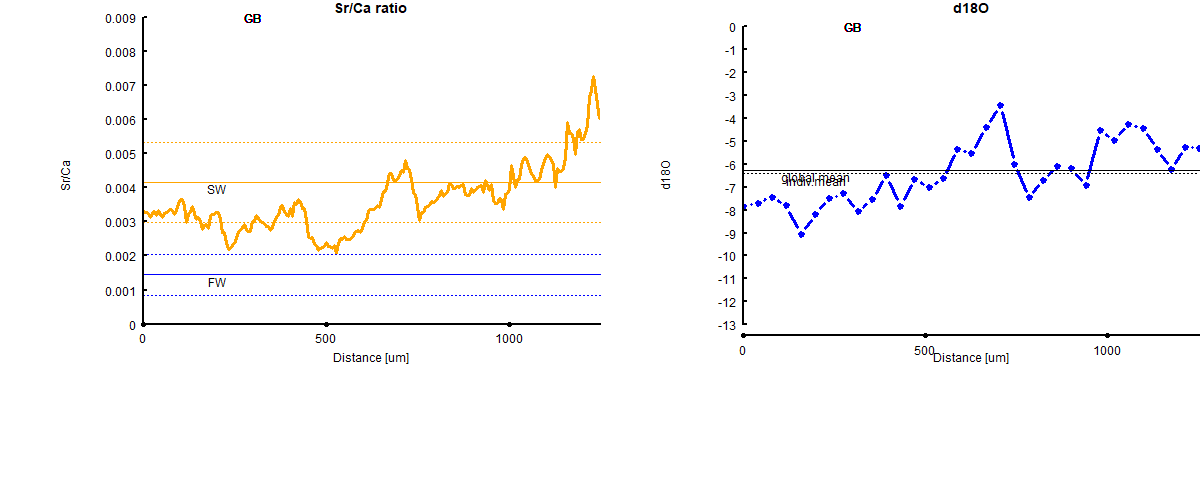 Sr/Ca ratio
GB
0.009
0.008
0.007
0.006
0.005
0.004
0.003
0.002
0.001
0
Sr/Ca
SW
FW
0 500 1000
Distance [um]
d18O
GB
0
-1
-2
-3
-4
-5
-6
-7
-8
-9
-10
-11
-12
-13
d18O
global mean
indiv.mean
0 500 1000
Distance [um]